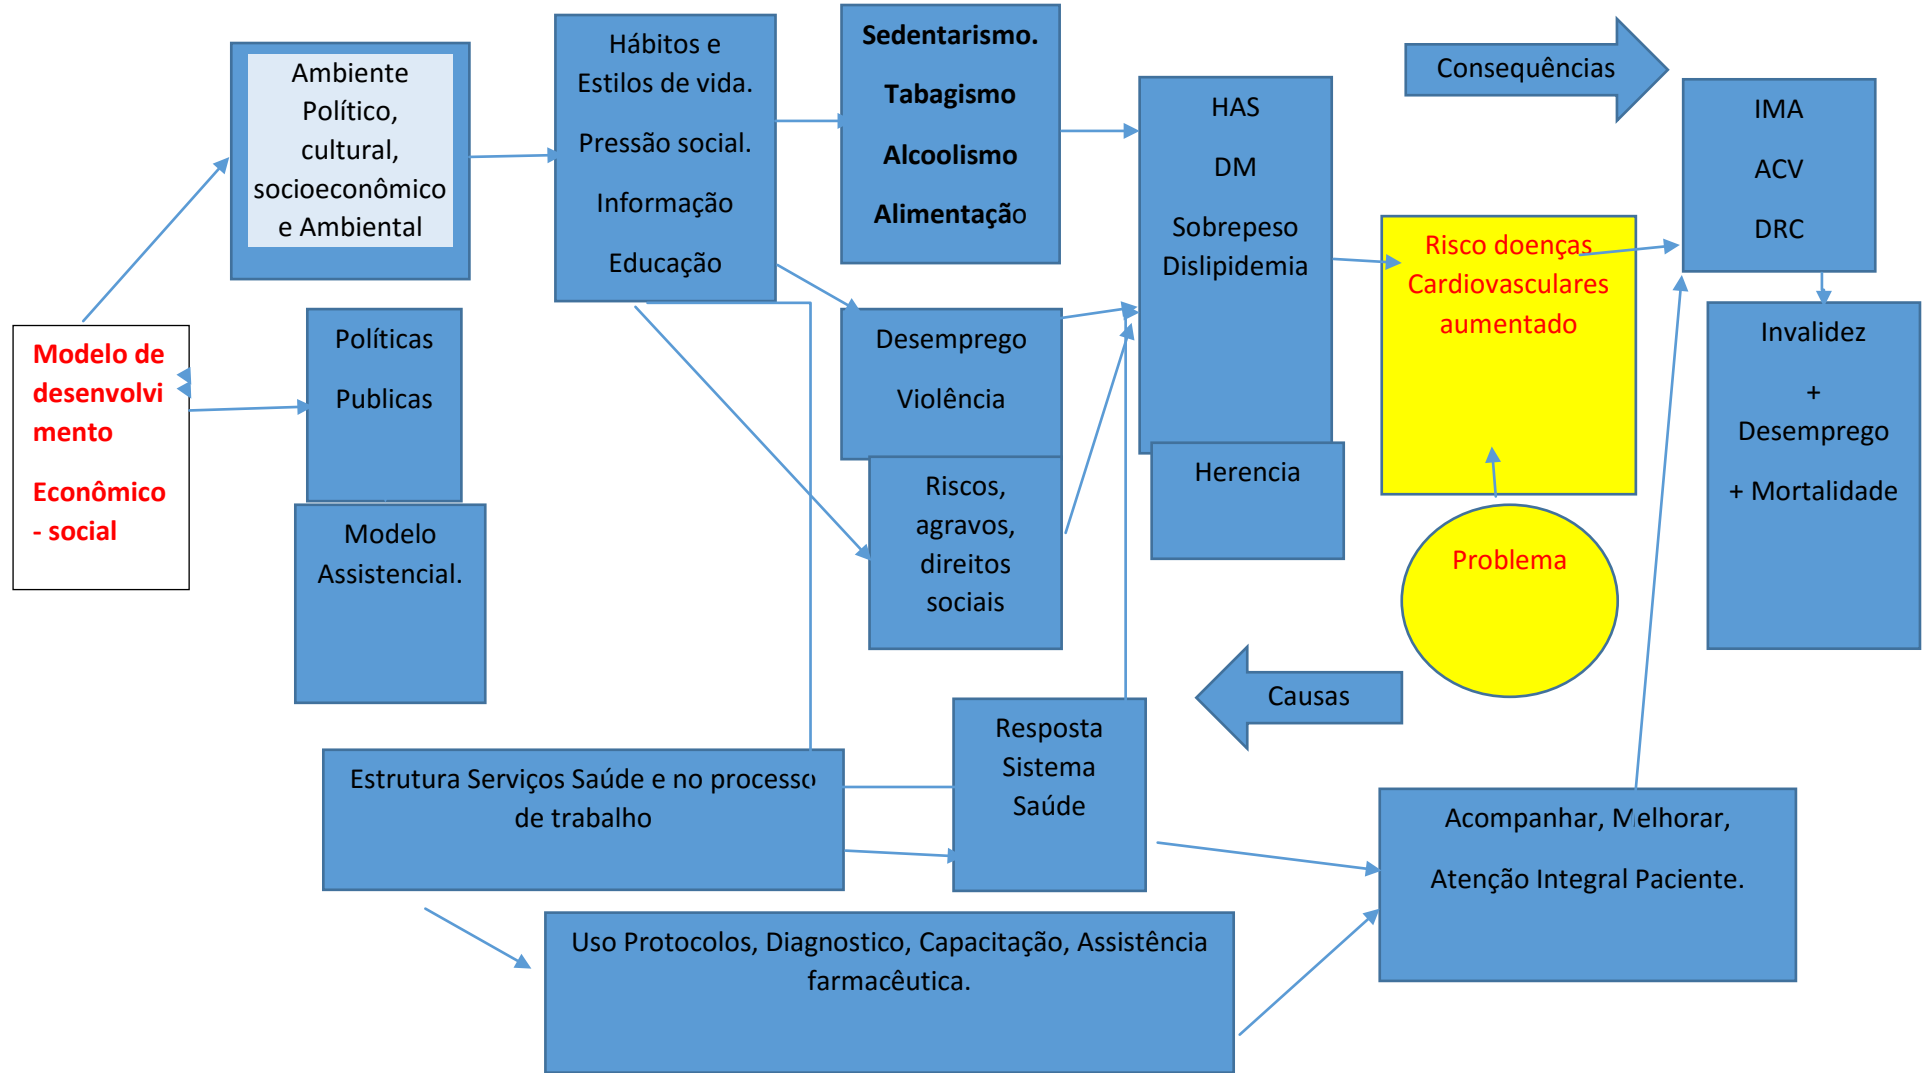 Ambiente
Político,
cultural,
socioeconômico
e Ambiental
Hábitos e
Estilos de vida.
Pressão social.
Informação
Educação
Sedentarismo.
Tabagismo
Alcoolismo
Alimentação
HAS
DM
Sobrepeso
Dislipidemia
Consequências
IMA
ACV
DRC
Risco doenças
Cardiovasculares
aumentado
Modelo de
desenvolvi
mento
Econômico
- social
Políticas
Publicas
Modelo
Assistencial.
Desemprego
Violência
Riscos,
agravos,
direitos
sociais
Herencia
Problema
Invalidez
+
Desemprego
+ Mortalidade
Causas
Resposta
Sistema
Saúde
Estrutura Serviços Saúde e no processo
de trabalho
Acompanhar, Melhorar,
Atenção Integral Paciente.
Uso Protocolos, Diagnostico, Capacitação, Assistência
farmacêutica.